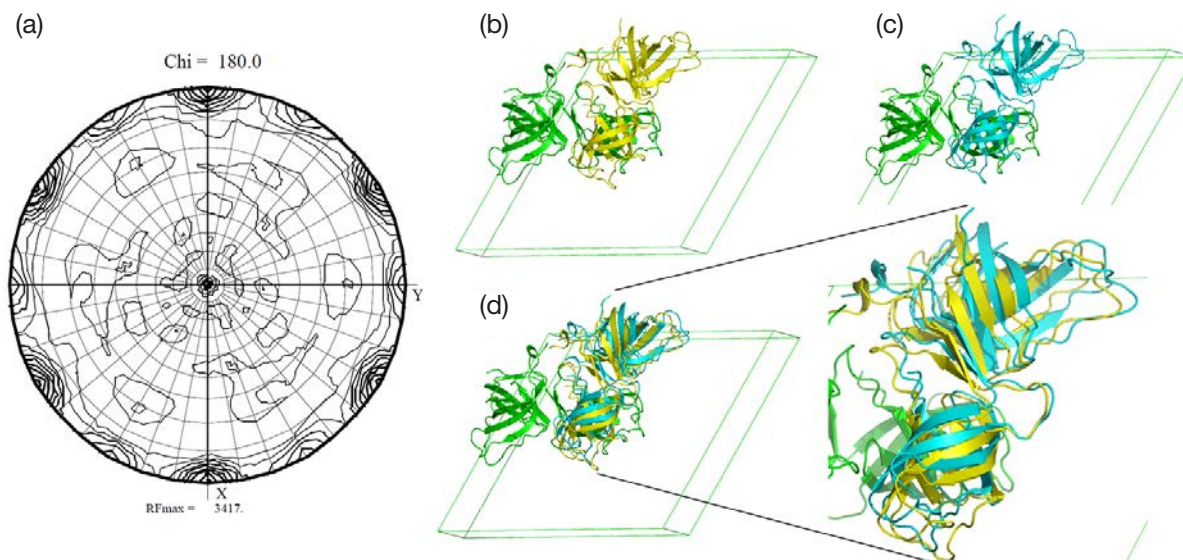 (a)
Chi = 180.0
Y
X
RFmax = 3417.
(b)
(c)
(d)